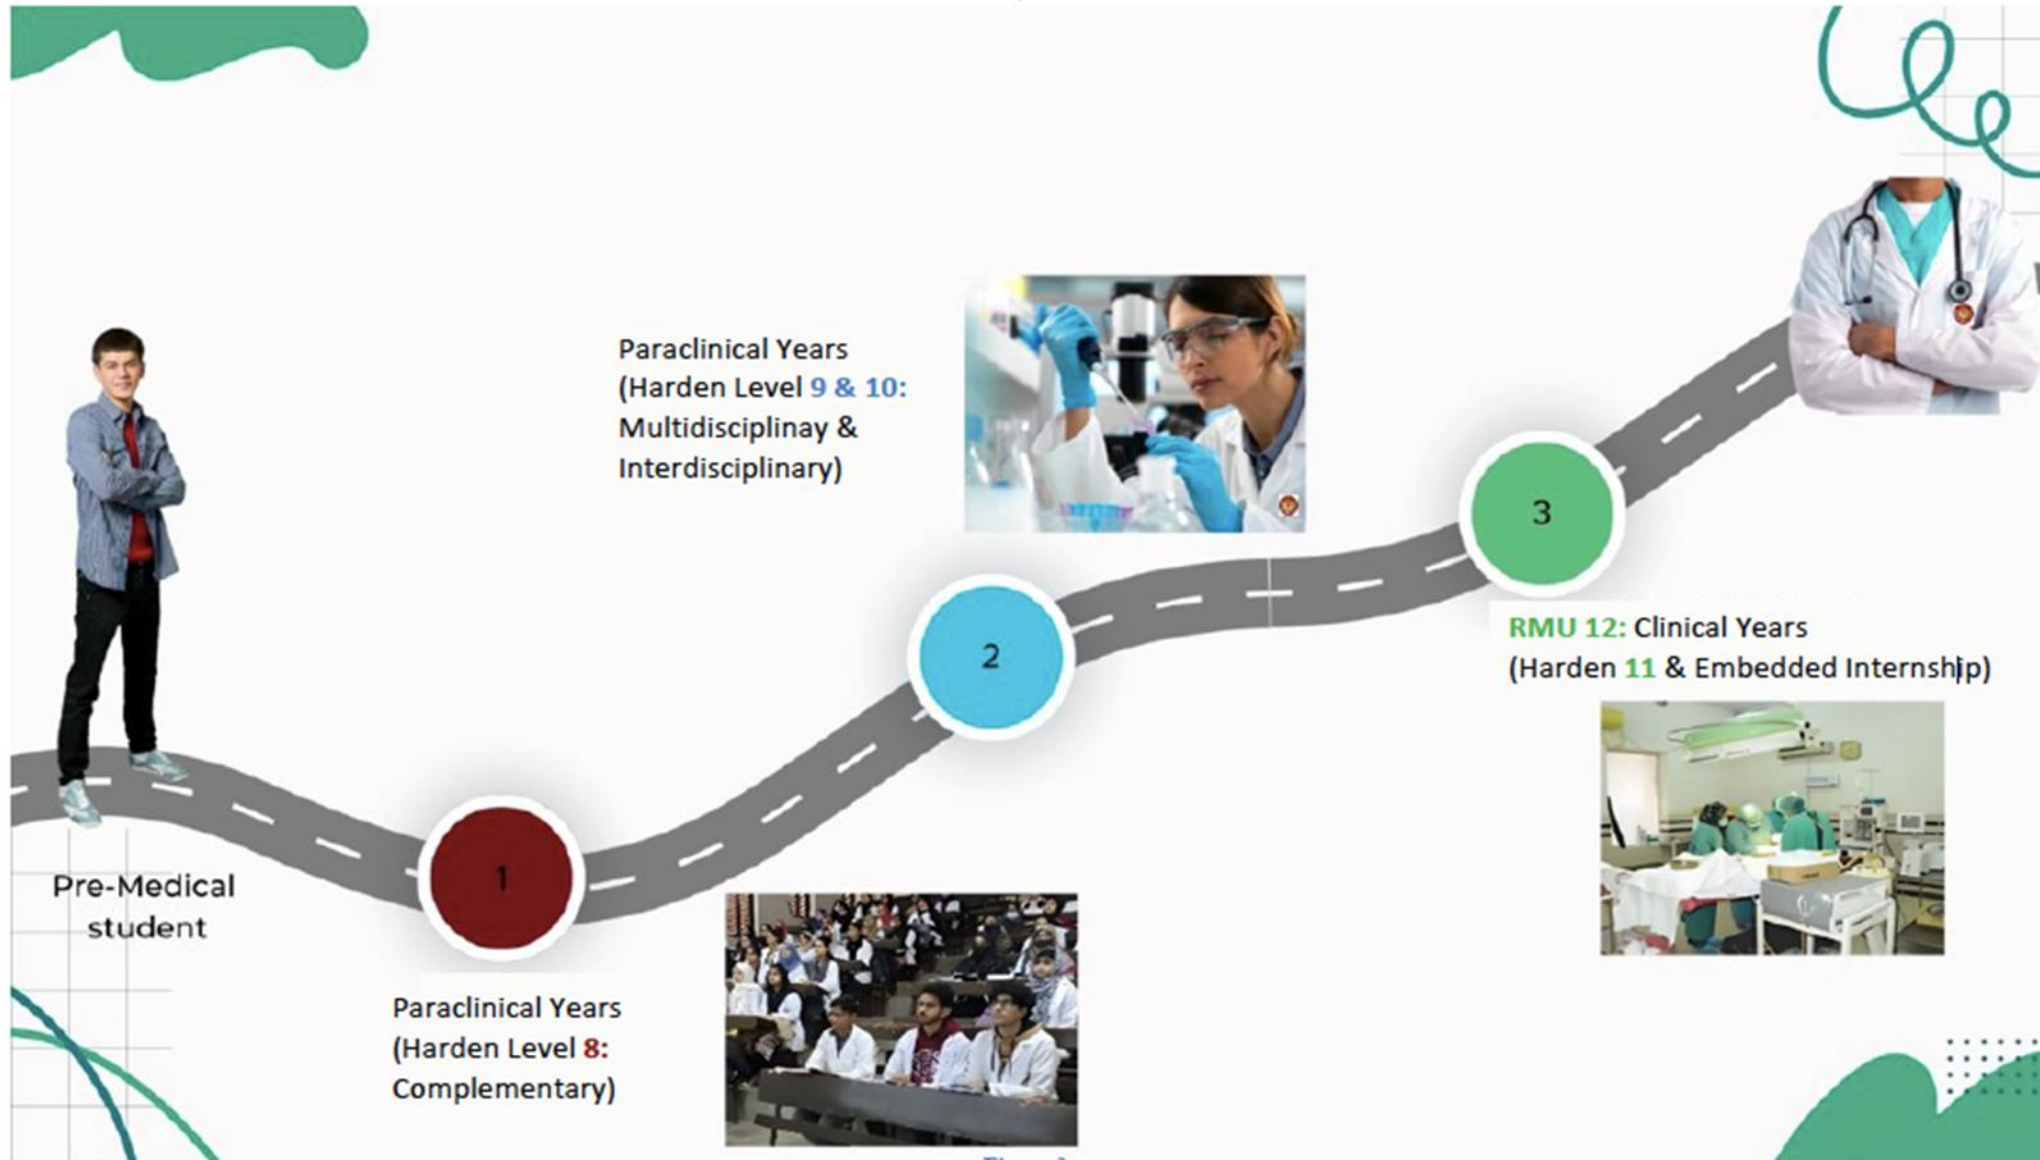 Pre-Medical
student
1
Paraclinical Years
(Harden Level 8:
Complementary)
2
Paraclinical Years
(Harden Level 9 & 10:
Multidisciplinay &
Interdisciplinary)
3
RMU 12: Clinical Years
(Harden 11 & Embedded Internship)